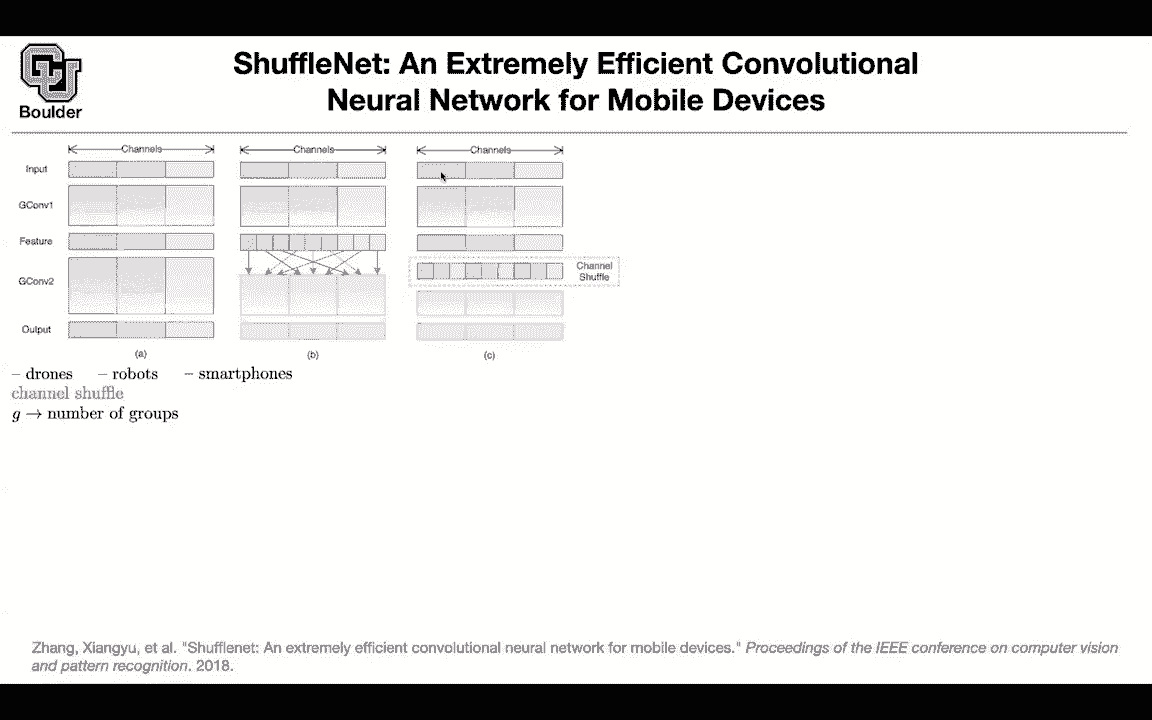 Boulder
ShuffleNet: An Extremely Efficient Convolutional
Neural Network for Mobile Devices
Channels
Channels
Channels
Input
GConv1
Feature
GConv2
Output
Channel
Shuffle
(a)
(b)
(c)
– drones – robots – smartphones
channel shuffle
g → number of groups
Zhang, Xiangyu, et al. "Shufflenet: An extremely efficient convolutional neural network for mobile devices." Proceedings of the IEEE conference on computer vision
and pattern recognition. 2018.